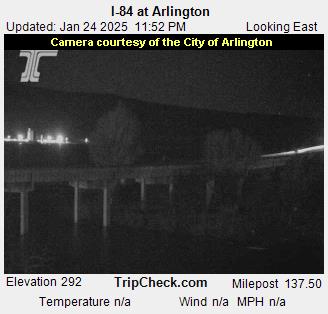 I-84 at Arlington
Updated: Jan 24 2025 11:52 PM Looking East
Camera courtesy of the City of Arlington
Elevation 292 TripCheck.com Milepost 137.50
Temperature n/a Wind n/a MPH n/a